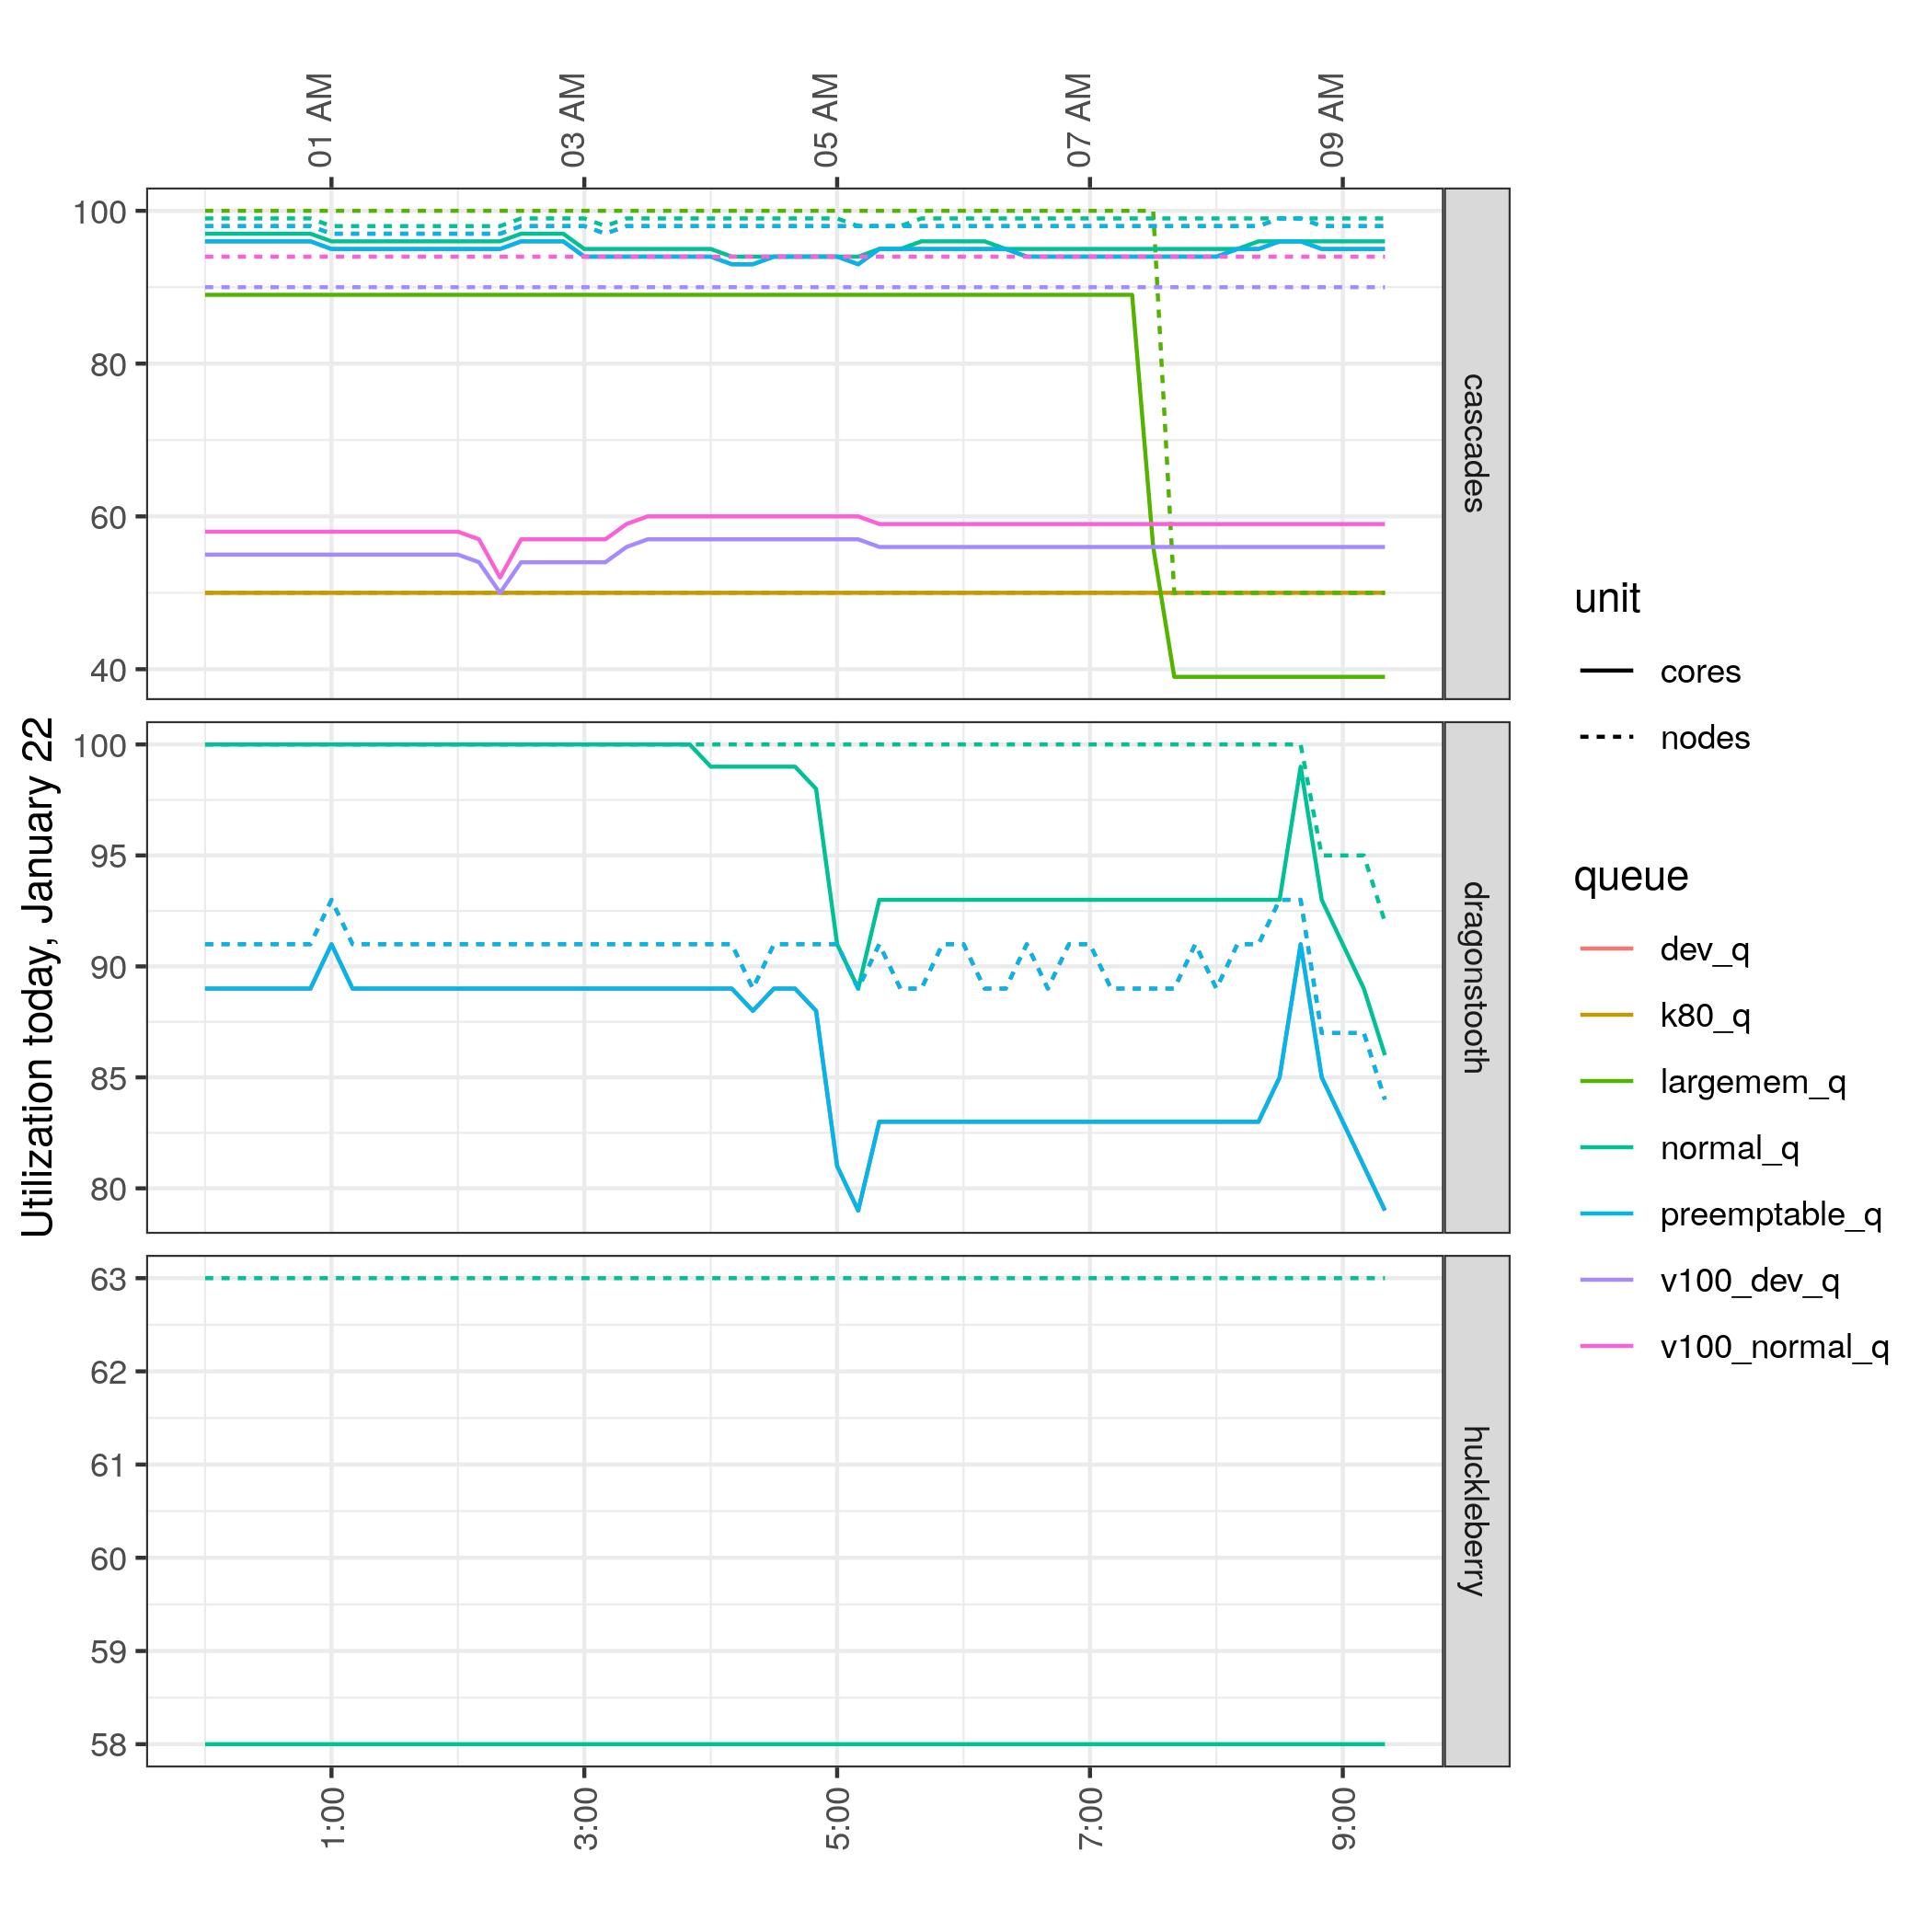 01 AM
03 AM
05 AM
07 AM
09 AM
100
80
60
40
cascades
100
95
90
85
80
dragonstooth
63
62
61
60
59
58
huckleberry
1:00
3:00
5:00
7:00
9:00
Utilization today, January 22
unit
cores
nodes
queue
dev_q
k80_q
largemem_q
normal_q
preemptable_q
v100_dev_q
v100_normal_q